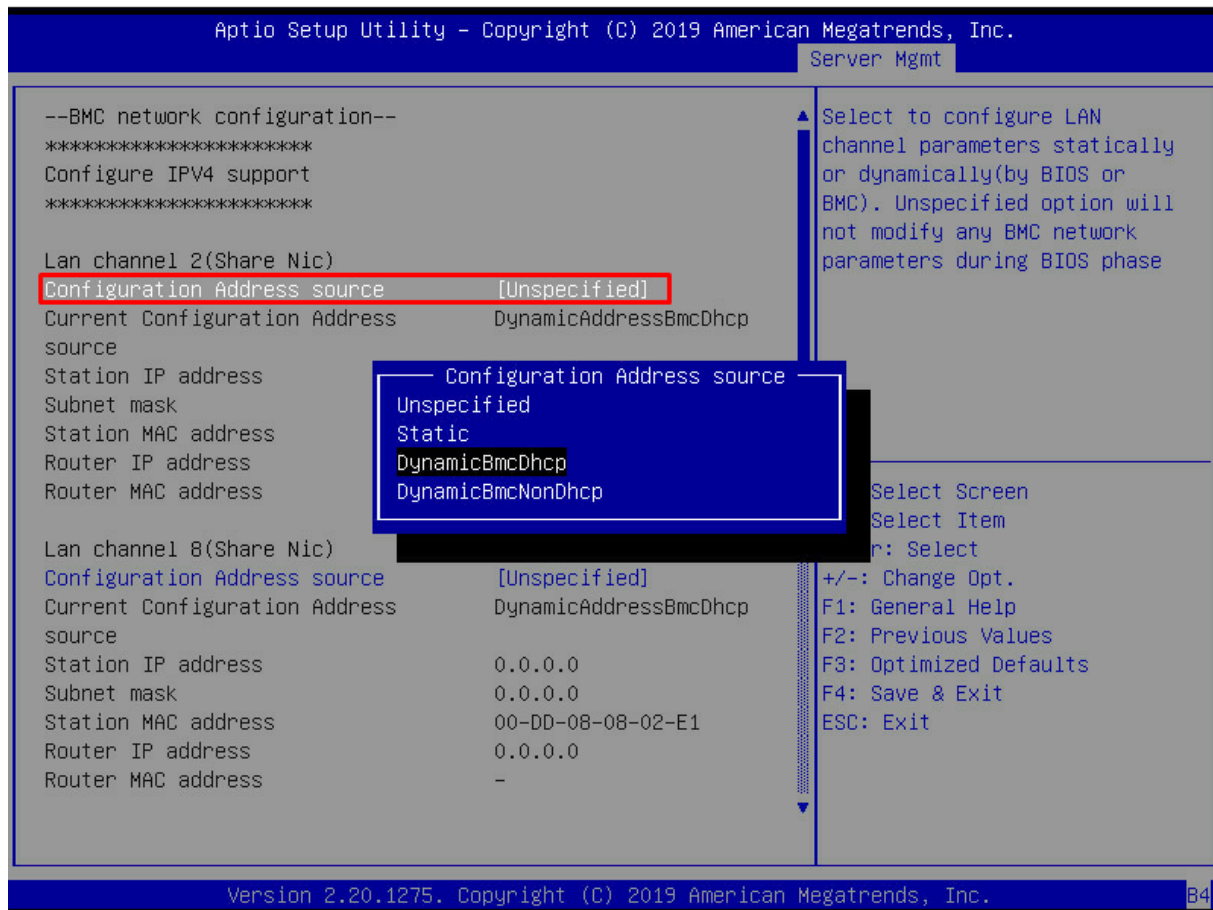 Aptio Setup Utility – Copyright (C) 2019 American Megatrends, Inc.
Server Mgmt
--BMC network configuration--
**********************
Configure IPV4 support
**********************
Lan channel 2(Share Nic)
Configuration Address source [Unspecified]
Current Configuration Address DynamicAddressBmcDhcp
source
Station IP address
Subnet mask
Station MAC address
Router IP address
Router MAC address
Configuration Address source
Unspecified
Static
DynamicBmcDhcp
DynamicBmcNonDhcp
Lan channel 8(Share Nic)
Configuration Address source [Unspecified]
Current Configuration Address DynamicAddressBmcDhcp
source
Station IP address 0.0.0.0
Subnet mask 0.0.0.0
Station MAC address 00-DD-08-08-02-E1
Router IP address 0.0.0.0
Router MAC address –
Select to configure LAN
channel parameters statically
or dynamically(by BIOS or
BMC). Unspecified option will
not modify any BMC network
parameters during BIOS phase
Select Screen
Select Item
r: Select
+/-: Change Opt.
F1: General Help
F2: Previous Values
F3: Optimized Defaults
F4: Save & Exit
ESC: Exit
Version 2.20.1275. Copyright (C) 2019 American Megatrends, Inc.
B4